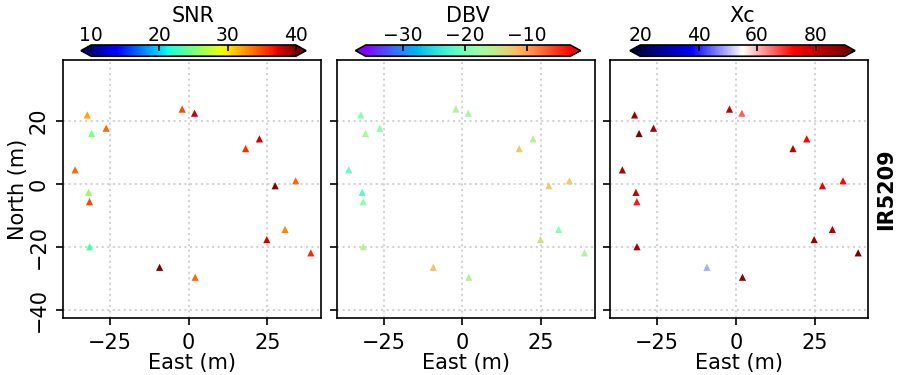 SNR DBV Xc
10 20 30 40 −30 −20 −10 20 40 60 80
North (m)
20
0
−20
−40
IR5209
−25 0 25 −25 0 25 −25 0 25
East (m) East (m) East (m)